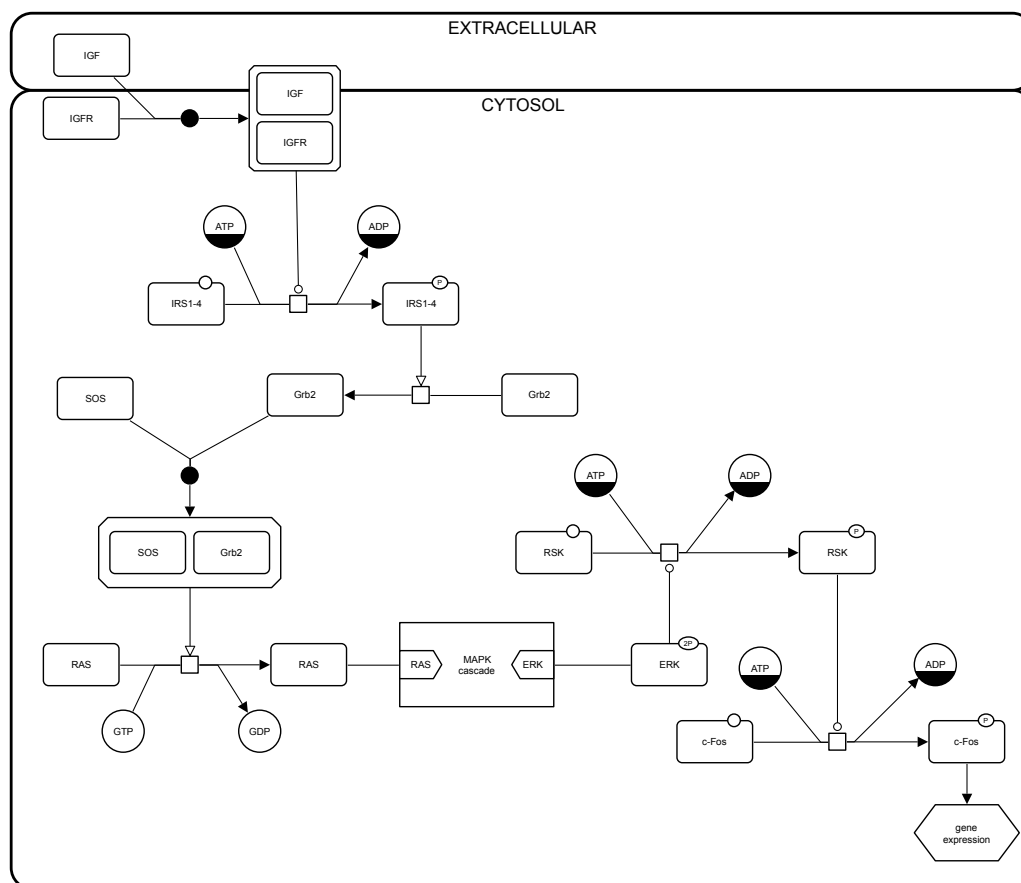 EXTRACELLULAR
IGF
IGF
CYTOSOL
IGFR
IGFR
ATP
ADP
IRS1-4
P
IRS1-4
SOS
Grb2
Grb2
ATP
ADP
SOS
Grb2
RSK
P
RSK
RAS
RAS
RAS
MAPK
cascade
ERK
2P
ERK
ATP
ADP
GTP
GDP
c-Fos
P
c-Fos
gene
expression